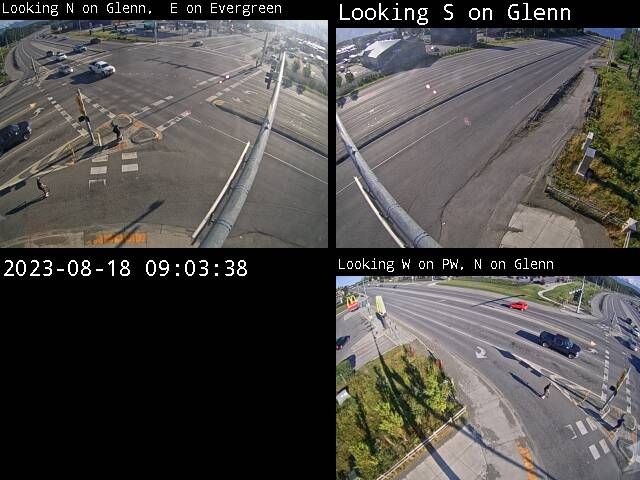 Looking N on Glenn,  E on Evergreen
Looking S on Glenn
2023-08-18 09:03:38
Looking W on PW, N on Glenn